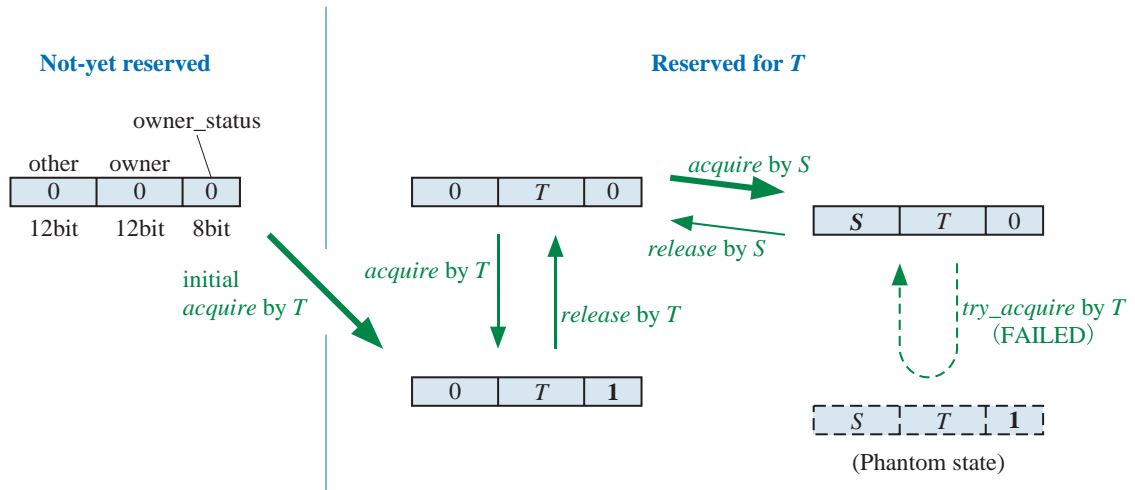 Not-yet reserved
Reserved for T
owner_status
other owner
0 0 0
12bit 12bit 8bit
initial
acquire by T
0 T 0
acquire by T
release by T
0 T 1
acquire by S
release by S
S T 0
try_acquire by T
(FAILED)
S T 1
(Phantom state)